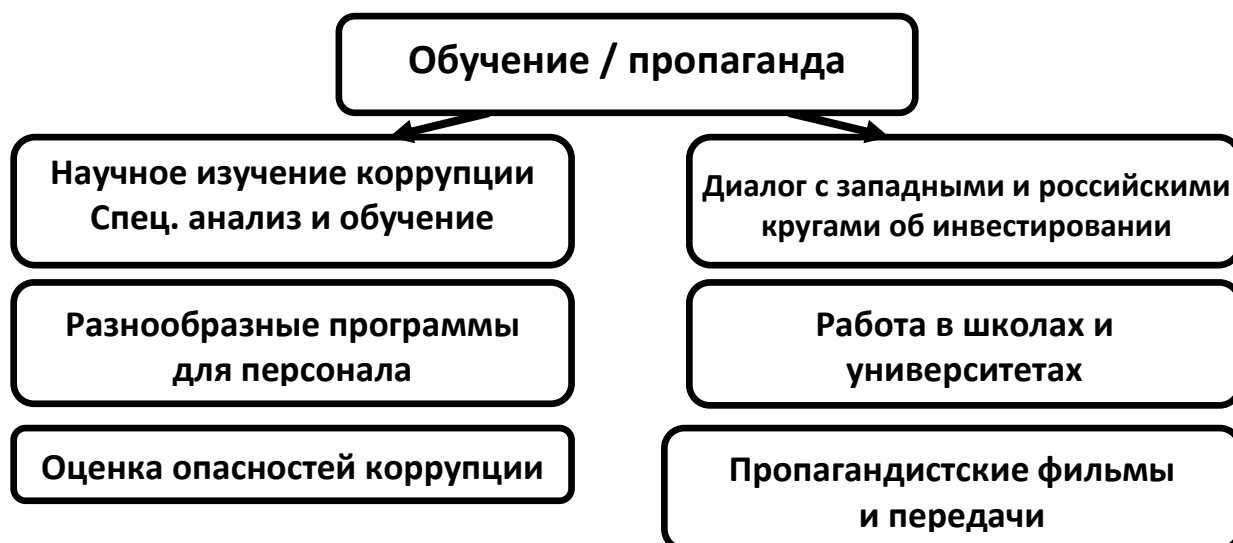 Обучение / пропаганда
Научное изучение коррупции
Спец. анализ и обучение
Разнообразные программы
для персонала
Оценка опасностей коррупции
Диалог с западными и российскими
кругами об инвестировании
Работа в школах и
университетах
Пропагандистские фильмы
и передачи